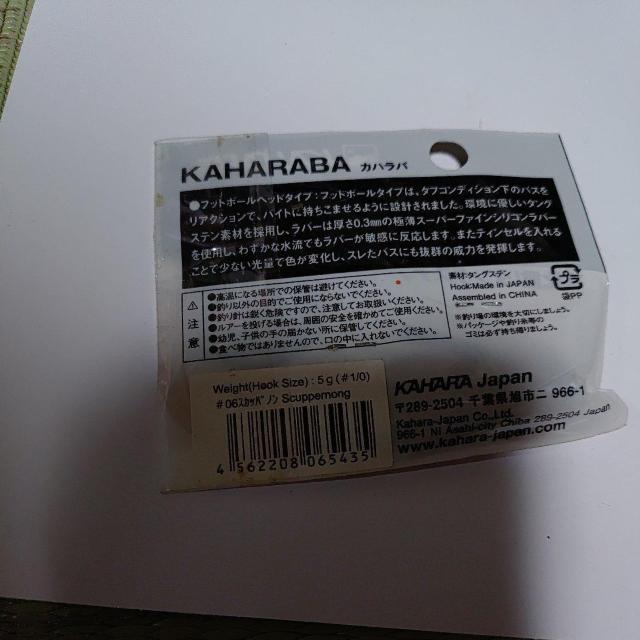 KAHARABA カハラバ
●フットボールヘッドタイプ:フットボールタイプは、タフコンディション下のバスを
リアクションで、バイトに持ちこませるように設計されました。環境に優しいタング
ステン素材を採用し、ラバーは厚さ0.3mmの極薄スーパーファインシリコンラバー
を使用し、わずかな水流でもラバーが敏感に反応します。またティンセルを入れる
ことで少ない光量で色が変化し、スレたバスにも抜群の威力を発揮します。
注意
●高温になる場所での保管は避けてください。
●釣り以外の目的でご使用にならないでください。
●釣り針は鋭く危険ですので、注意してお取扱いください。
●ルアーを投げる場合は、周囲の安全を確かめてご使用ください。
●幼児、子供の手の届かない所に保管してください。
●食べ物ではありませんので、口の中に入れないでください。
素材:タングステン
Hook:Made in JAPAN
Assembled in CHINA
プラ
袋PP
※釣り場の環境を大切にしましょう。
※パッケージや釣り糸等の
ゴミは必ず持ち帰りましょう。
Weight(Hook Size) : 5g (#1/0)
#06ｽｶｯﾊﾟﾉﾝ Scuppernong
4 562208 065435
KAHARA Japan
〒289-2504 千葉県旭市ニ 966-1
Kahara-Japan Co.,Ltd.
966-1 Ni, Asahi-city Chiba 289-2504 Japan
www.kahara-japan.com